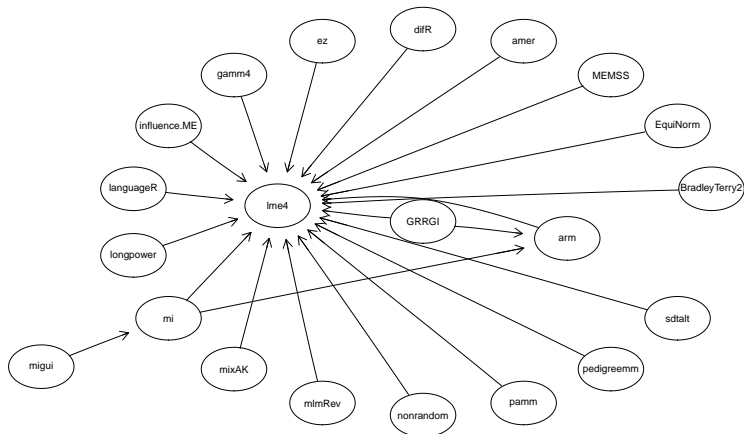 difR
ez
amer
gamm4
MEMSS
influence.ME
EquiNorm
languageR
BradleyTerry2
lme4
GRRGI
arm
longpower
mi
sdtalt
migui
mixAK
pedigreemm
mlmRev
pamm
nonrandom